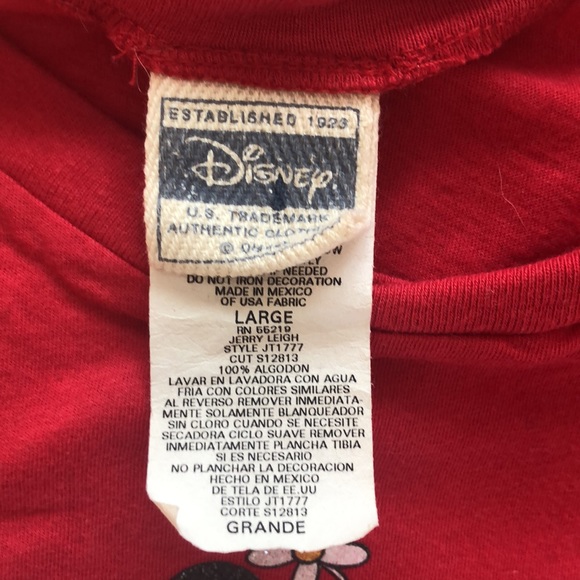 ESTABLISHED 1923
Disney
U.S. TRADEMARK
AUTHENTIC
©
IF NEEDED
DO NOT IRON DECORATION
MADE IN MEXICO
OF USA FABRIC
LARGE
RN 66219
JERRY LEIGH
STYLE JT1777
CUT S12813
100% ALGODON
LAVAR EN LAVADORA CON AGUA
FRIA CON COLORES SIMILARES
AL REVERSO REMOVER INMEDIATA-
MENTE SOLAMENTE BLANQUEADOR
SIN CLORO CUANDO SE NECESITE
SECADORA CICLO SUAVE REMOVER
INMEDIATAMENTE PLANCHA TIBIA
SI ES NECESARIO
NO PLANCHAR LA DECORACION
HECHO EN MEXICO
DE TELA DE EE.UU
ESTILO JT1777
CORTE S12813
GRANDE